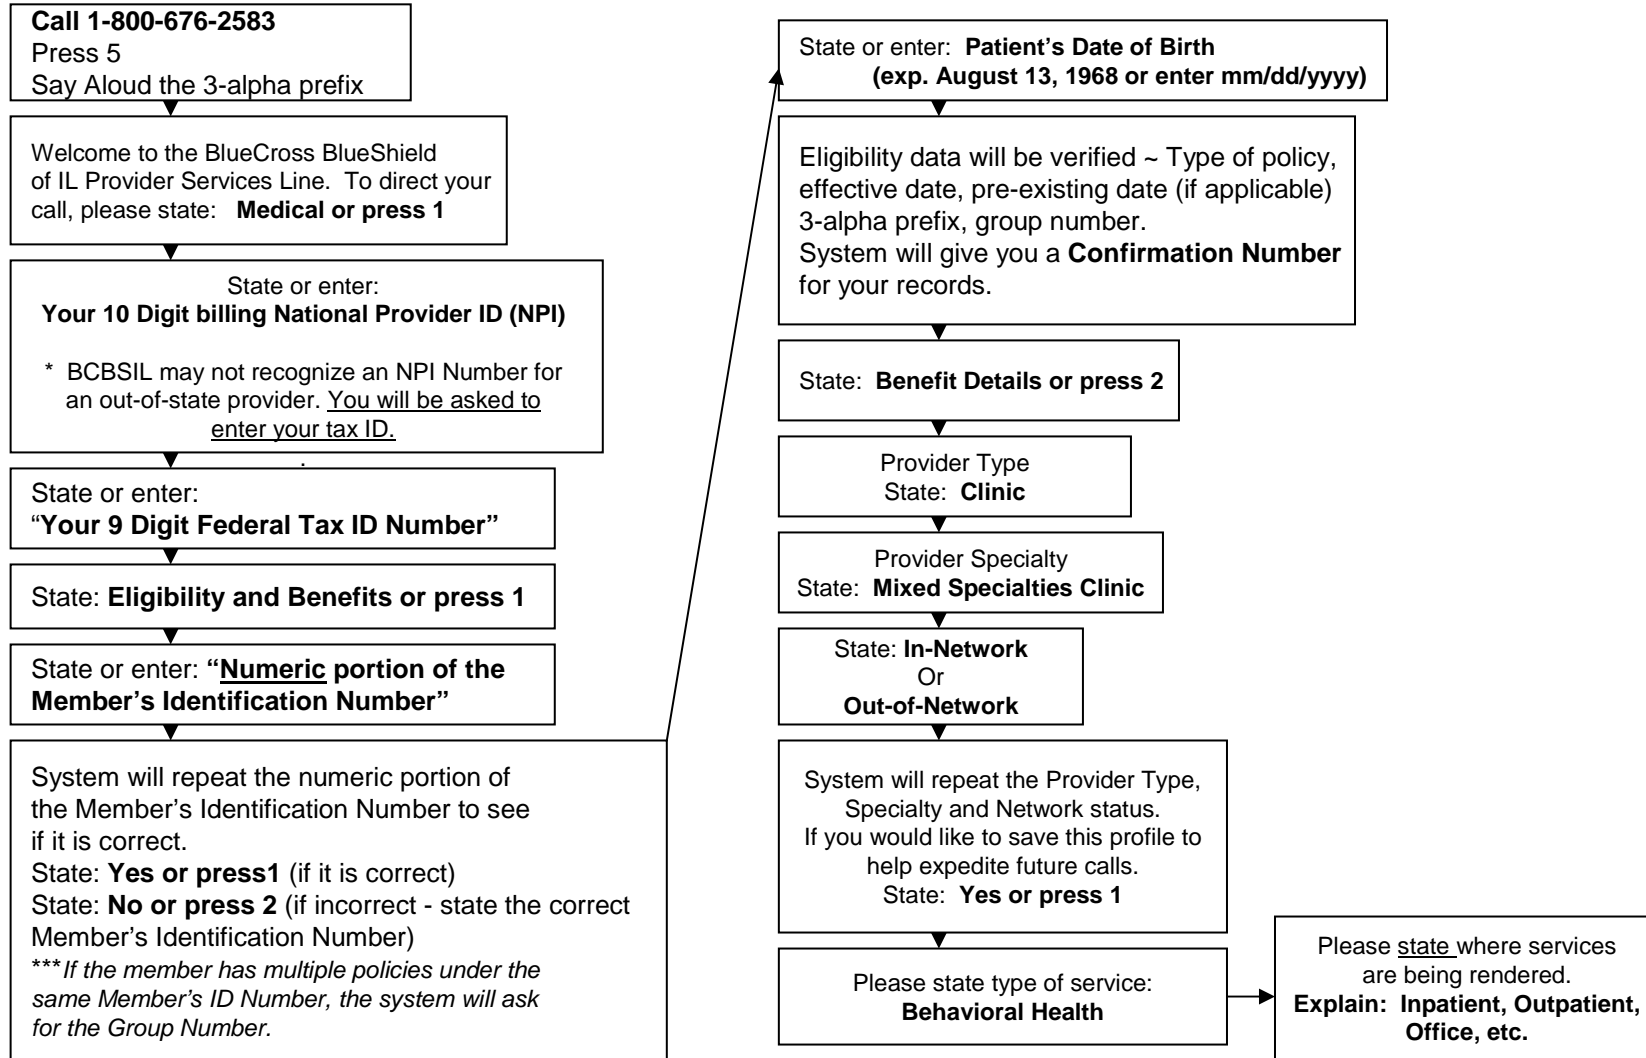 Call 1-800-676-2583
Press 5
Say Aloud the 3-alpha prefix
Welcome to the BlueCross BlueShield
of IL Provider Services Line.  To direct your
call, please state:   Medical or press 1
State or enter:
Your 10 Digit billing National Provider ID (NPI)
*  BCBSIL may not recognize an NPI Number for
an out-of-state provider. You will be asked to
enter your tax ID.
.
State or enter:
“Your 9 Digit Federal Tax ID Number”
State: Eligibility and Benefits or press 1
State or enter: “Numeric portion of the
Member’s Identification Number”
System will repeat the numeric portion of
the Member’s Identification Number to see
if it is correct.
State: Yes or press1 (if it is correct)
State: No or press 2 (if incorrect - state the correct
Member’s Identification Number)
***If the member has multiple policies under the
same Member’s ID Number, the system will ask
for the Group Number.
State or enter:  Patient’s Date of Birth
(exp. August 13, 1968 or enter mm/dd/yyyy)
Eligibility data will be verified ~ Type of policy,
effective date, pre-existing date (if applicable)
3-alpha prefix, group number.
System will give you a Confirmation Number
for your records.
State:  Benefit Details or press 2
Provider Type
State:  Clinic
Provider Specialty
State:  Mixed Specialties Clinic
State: In-Network
Or
Out-of-Network
System will repeat the Provider Type,
Specialty and Network status.
If you would like to save this profile to
help expedite future calls.
State:  Yes or press 1
Please state type of service:
Behavioral Health
Please state where services
are being rendered.
Explain:  Inpatient, Outpatient,
Office, etc.